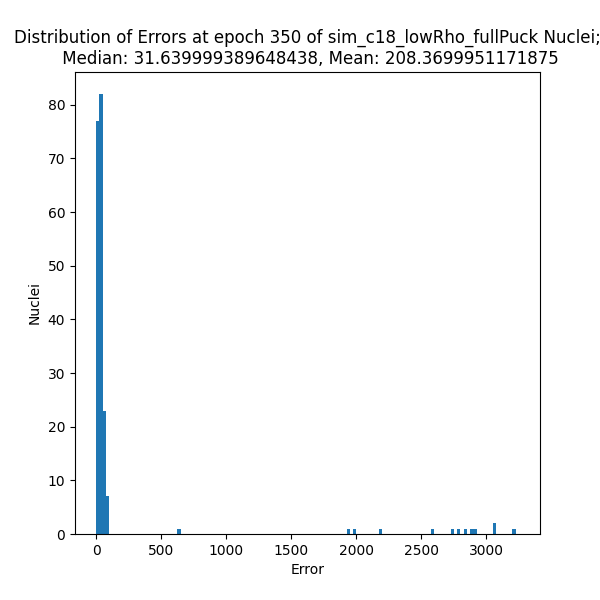 Distribution of Errors at epoch 350 of sim_c18_lowRho_fullPuck Nuclei;
Median: 31.639999389648438, Mean: 208.3699951171875
80
70
60
50
40
30
20
10
0
Nuclei
0 500 1000 1500 2000 2500 3000
Error